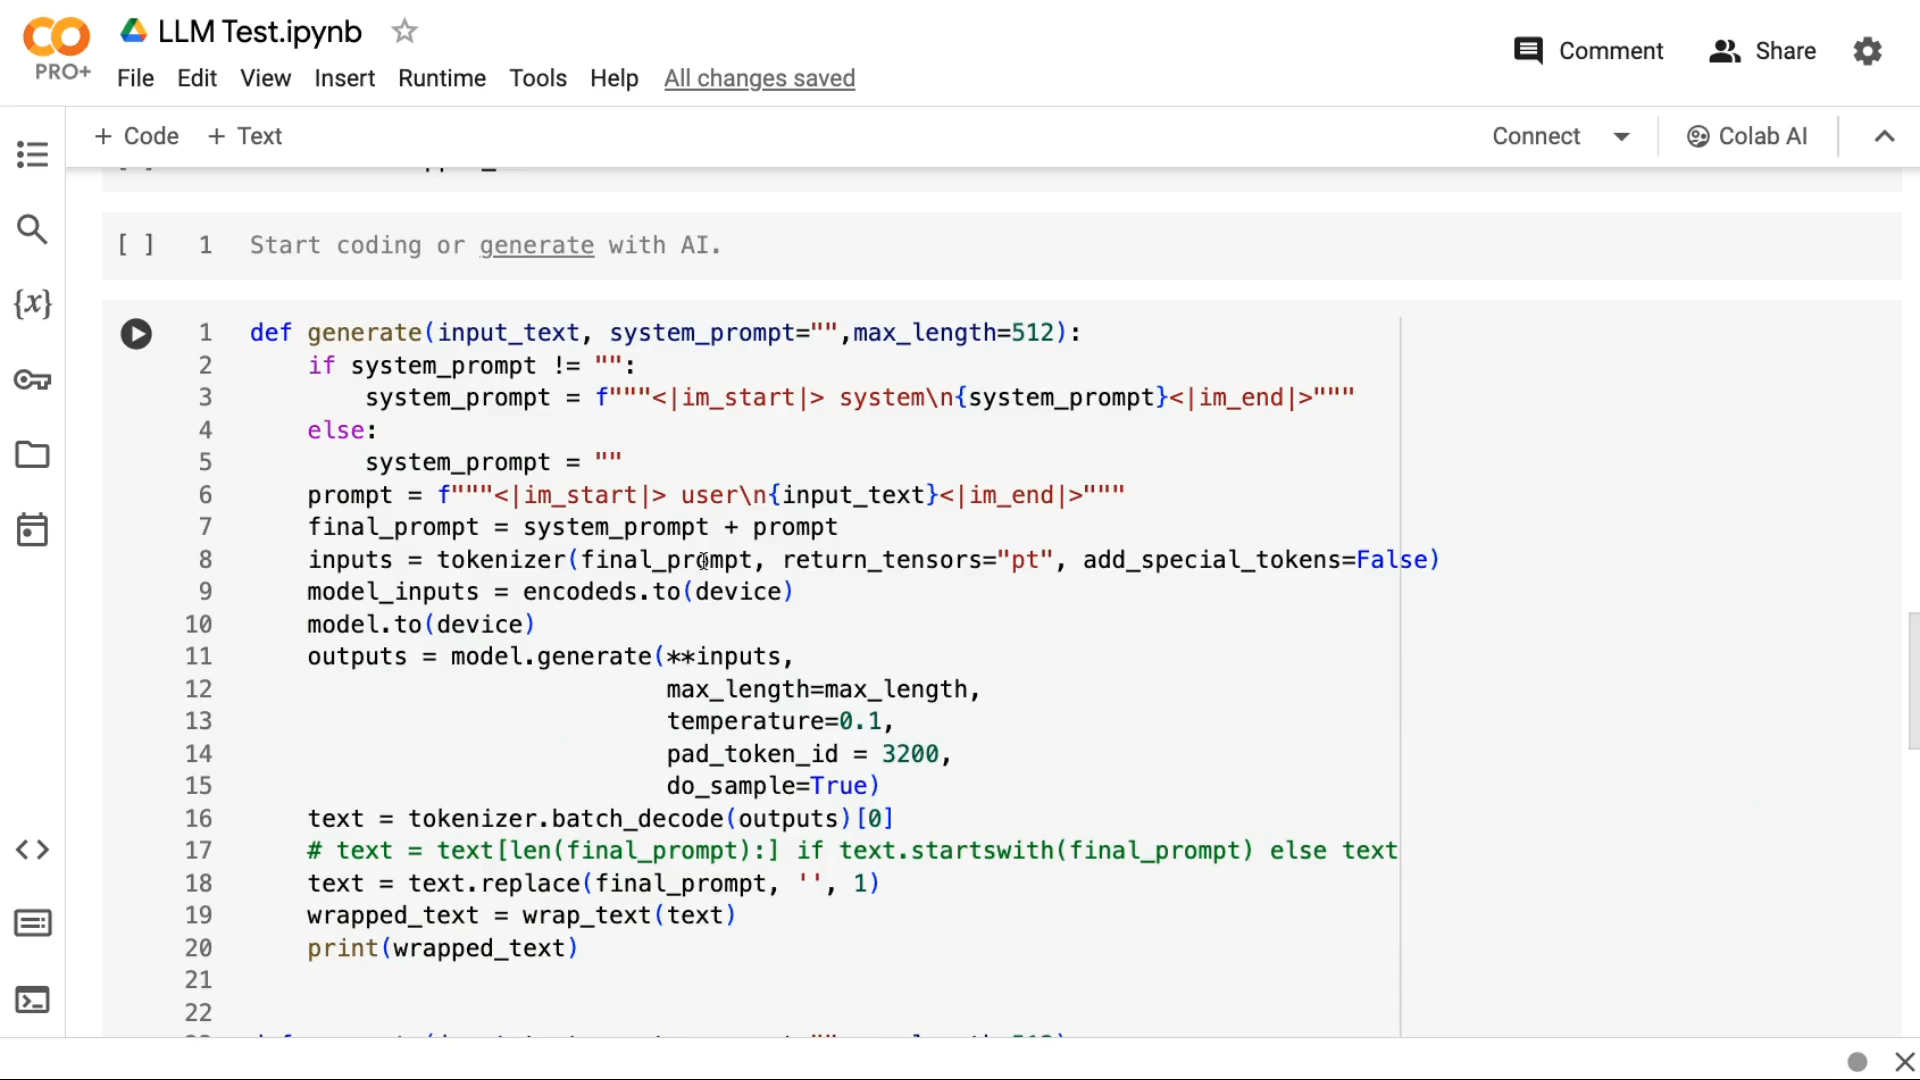 LLM Test.ipynb
PRO+
File Edit View Insert Runtime Tools Help All changes saved
Comment Share
+ Code + Text
Connect Colab AI
[ ] 1 Start coding or generate with AI.
1 def generate(input_text, system_prompt="",max_length=512):
2     if system_prompt != "":
3         system_prompt = f"""<|im_start|> system\n{system_prompt}<|im_end|>"""
4     else:
5         system_prompt = ""
6     prompt = f"""<|im_start|> user\n{input_text}<|im_end|>"""
7     final_prompt = system_prompt + prompt
8     inputs = tokenizer(final_prompt, return_tensors="pt", add_special_tokens=False)
9     model_inputs = encodeds.to(device)
10     model.to(device)
11     outputs = model.generate(**inputs,
12                              max_length=max_length,
13                              temperature=0.1,
14                              pad_token_id = 3200,
15                              do_sample=True)
16     text = tokenizer.batch_decode(outputs)[0]
17     # text = text[len(final_prompt):] if text.startswith(final_prompt) else text
18     text = text.replace(final_prompt, '', 1)
19     wrapped_text = wrap_text(text)
20     print(wrapped_text)
21
22